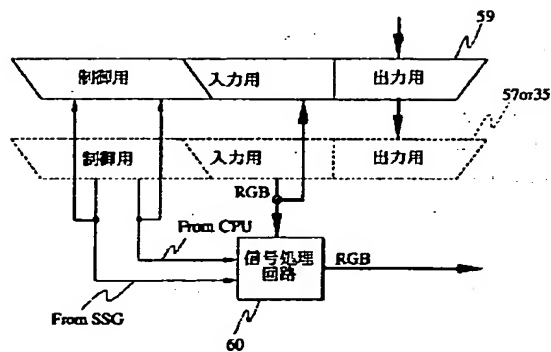 59
制御用 入力用 出力用
57or35
制御用 入力用 出力用
RGB
From CPU
信号処理
回路
RGB
From SSG
60